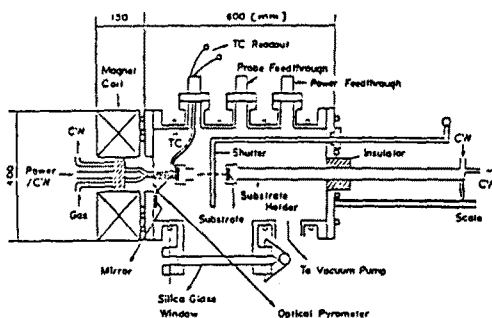 150
600 (mm)
TC Readout
Probe Feedthrough
Power Feedthrough
Magnet
Coil
CW
TC
Shutter
Insulator
CW
400
Power
/CW
Gas
Substrate
Holder
Substrate
Scale
Mirror
To Vacuum Pump
Silica Glass
Window
Optical Pyrometer